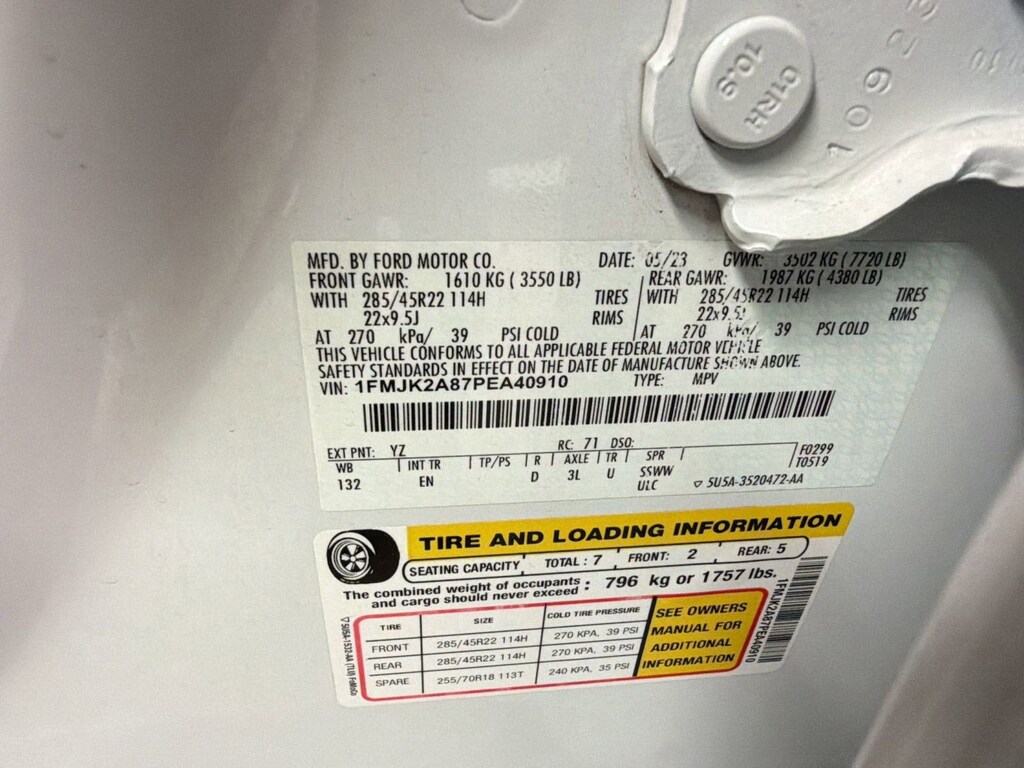 10.9
01RH
10923
MFD. BY FORD MOTOR CO. DATE: 05/23 GVWR: 3502 KG (7720 LB)
FRONT GAWR: 1610 KG ( 3550 LB) REAR GAWR: 1987 KG ( 4380 LB)
WITH 285/45R22 114H TIRES WITH 285/45R22 114H TIRES
22x9.5J RIMS 22x9.5J RIMS
AT 270 kPa/ 39 PSI COLD AT 270 kPa/ 39 PSI COLD
THIS VEHICLE CONFORMS TO ALL APPLICABLE FEDERAL MOTOR VEHICLE
SAFETY STANDARDS IN EFFECT ON THE DATE OF MANUFACTURE SHOWN ABOVE.
VIN: 1FMJK2A87PEA40910 TYPE: MPV
EXT PNT: YZ RC: 71 DSO:
WB INT TR TP/PS R AXLE TR SPR F0299
132 EN D 3L U SSWW T0519
ULC ▽ 5U5A-3520472-AA
TIRE AND LOADING INFORMATION
SEATING CAPACITY TOTAL : 7 FRONT: 2 REAR: 5
The combined weight of occupants and cargo should never exceed : 796 kg or 1757 lbs.
TIRE SIZE COLD TIRE PRESSURE
FRONT 285/45R22 114H 270 KPA, 39 PSI
REAR 285/45R22 114H 270 KPA, 39 PSI
SPARE 255/70R18 113T 240 KPA, 35 PSI
SEE OWNERS
MANUAL FOR
ADDITIONAL
INFORMATION
1FMJK2A87PEA40910